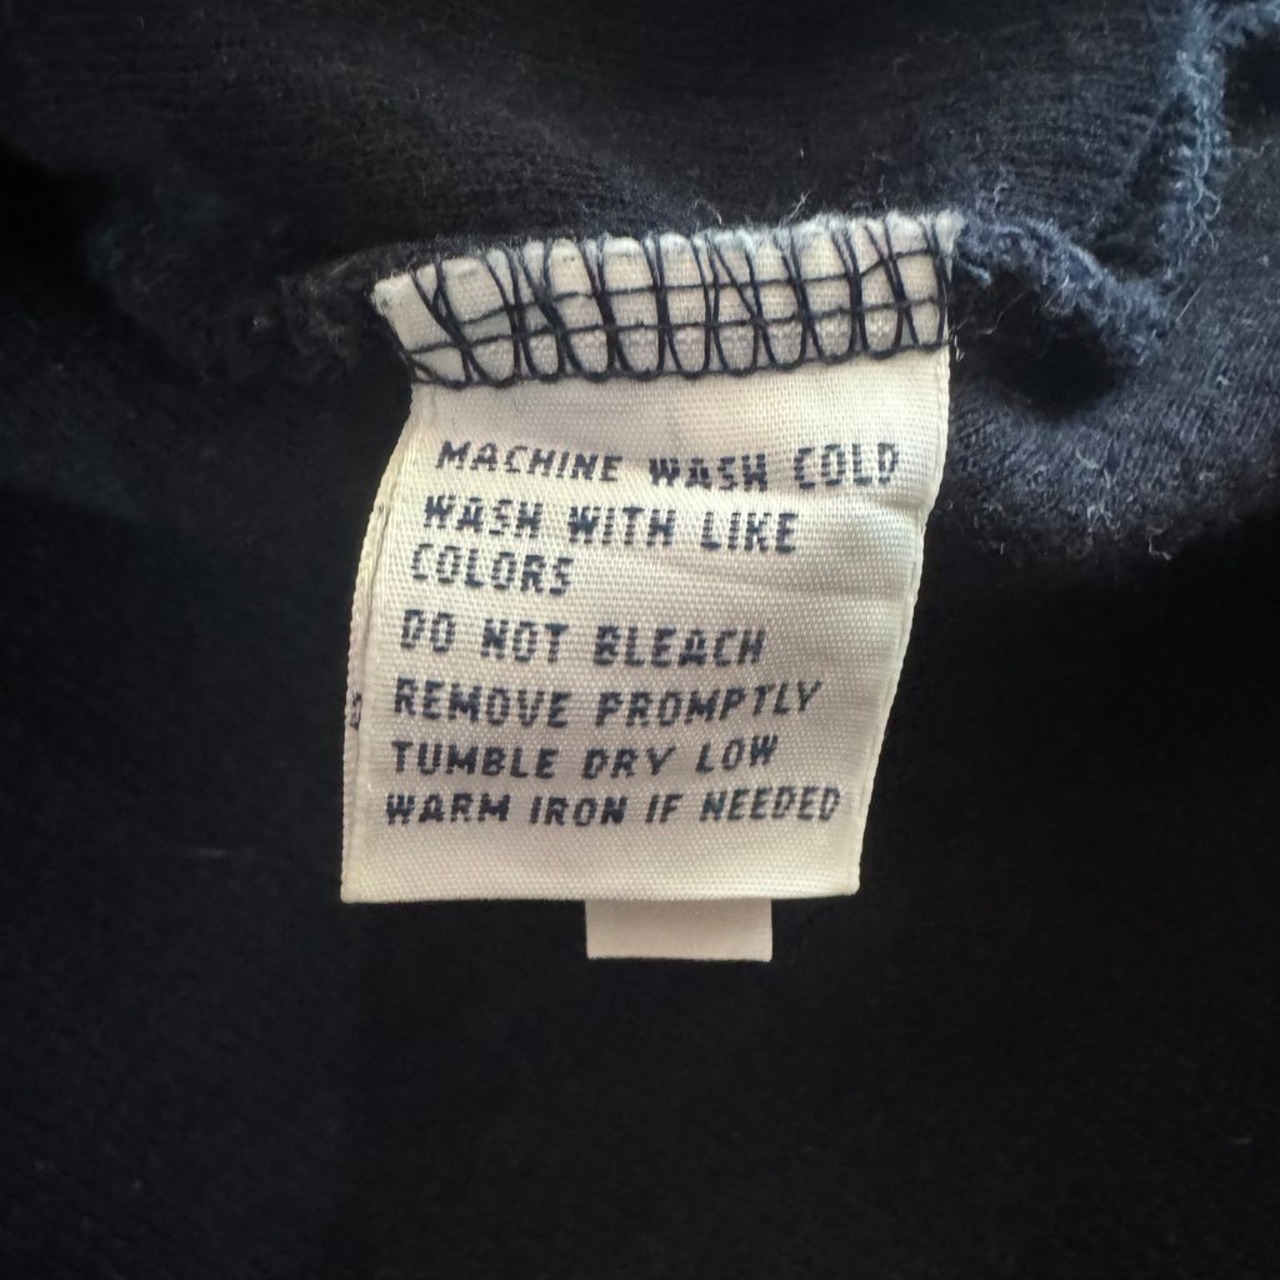 MACHINE WASH COLD
WASH WITH LIKE
COLORS
DO NOT BLEACH
REMOVE PROMPTLY
TUMBLE DRY LOW
WARM IRON IF NEEDED